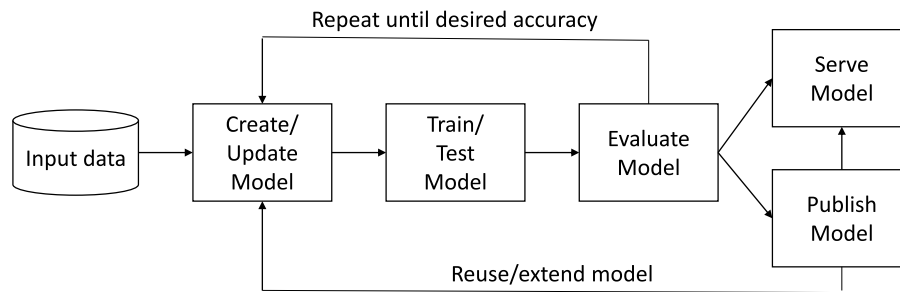 Repeat until desired accuracy
Input data
Create/
Update
Model
Train/
Test
Model
Evaluate
Model
Serve
Model
Publish
Model
Reuse/extend model